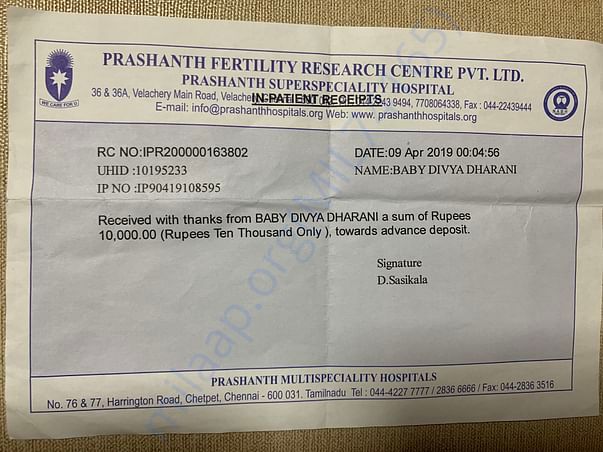 PRASHANTH FERTILITY RESEARCH CENTRE PVT. LTD.
PRASHANTH SUPERSPECIALITY HOSPITAL
36 & 36A, Velachery Main Road, Velachery
IN-PATIENT RECEIPTS
43 9494, 7708064338, Fax : 044-22439444
E-mail: info@prashanthhospitals.org Web: www. prashanthhospitals.org
WE CARE FOR U
RC NO:IPR200000163802
DATE:09 Apr 2019 00:04:56
UHID :10195233
NAME:BABY DIVYA DHARANI
IP NO :IP90419108595
Received with thanks from BABY DIVYA DHARANI a sum of Rupees
10,000.00 (Rupees Ten Thousand Only ), towards advance deposit.
Signature
D.Sasikala
PRASHANTH MULTISPECIALITY HOSPITALS
No. 76 & 77, Harrington Road, Chetpet, Chennai - 600 031. Tamilnadu Tel : 044-4227 7777 / 2836 6666 / Fax: 044-2836 3516
milaap.org